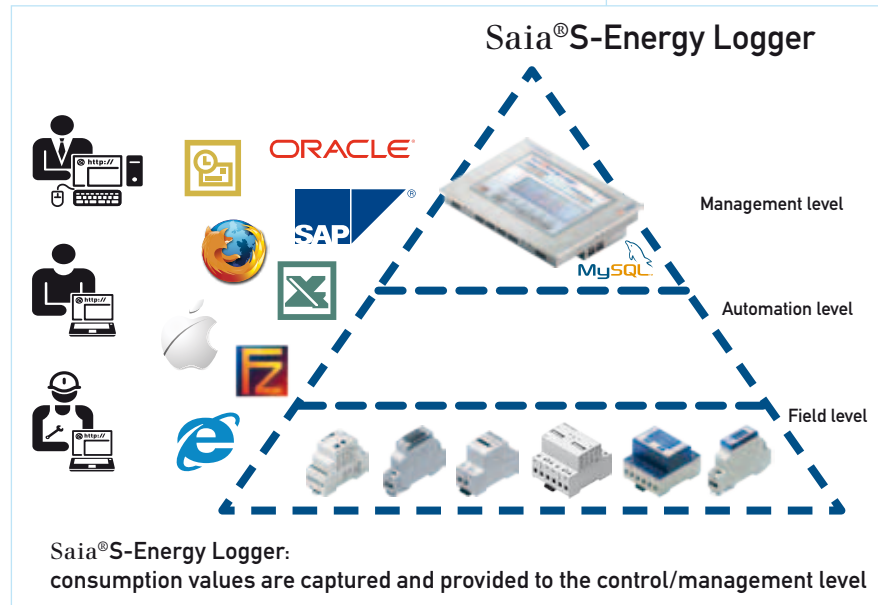 Saia®S-Energy Logger
ORACLE®
http://
SAP®
Management level
MySQL
http://
Automation level
Fz
http://
Field level
Saia®S-Energy Logger:
consumption values are captured and provided to the control/management level